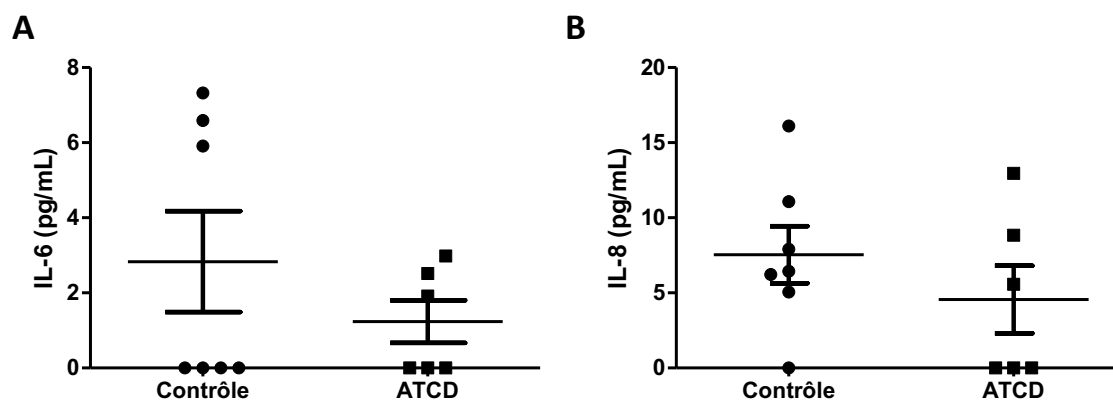 A
IL-6 (pg/mL)
8
6
4
2
0
Contrôle
ATCD
B
IL-8 (pg/mL)
20
15
10
5
0
Contrôle
ATCD